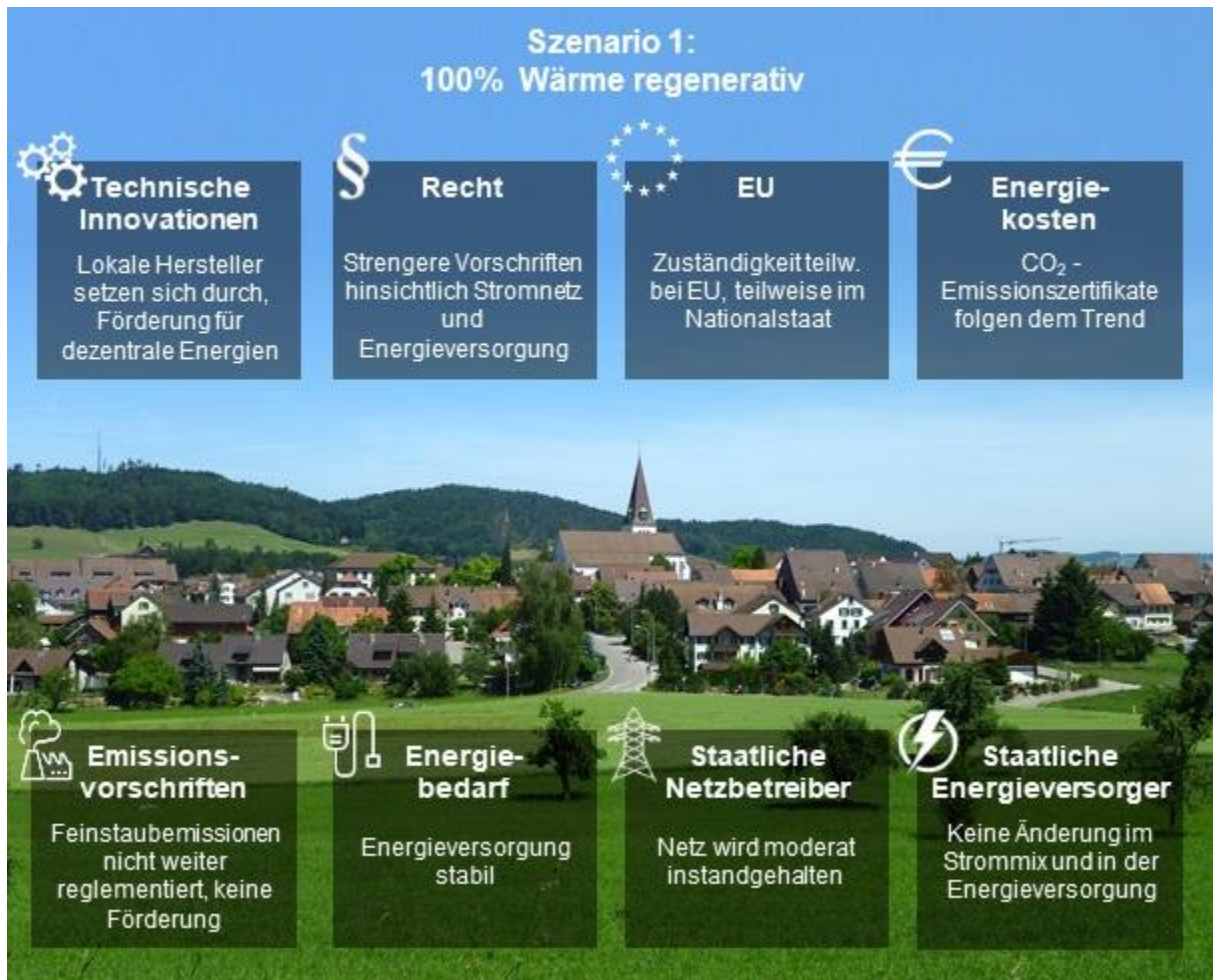 Szenario 1:
100% Wärme regenerativ
Technische
Innovationen
Lokale Hersteller
setzen sich durch,
Förderung für
dezentrale Energien
§
Recht
Strengere Vorschriften
hinsichtlich Stromnetz
und
Energieversorgung
EU
Zuständigkeit teilw.
bei EU, teilweise im
Nationalstaat
€
Energie-
kosten
CO₂ -
Emissionszertifikate
folgen dem Trend
Emissions-
vorschriften
Feinstaubemissionen
nicht weiter
reglementiert, keine
Förderung
Energie-
bedarf
Energieversorgung
stabil
Staatliche
Netzbetreiber
Netz wird moderat
instandgehalten
Staatliche
Energieversorger
Keine Änderung im
Strommix und in der
Energieversorgung